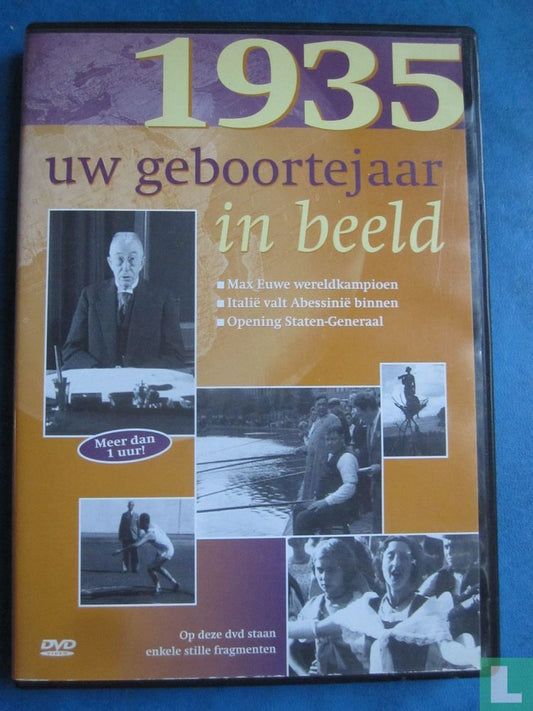 1935
uw geboortejaar
in beeld
Max Euwe wereldkampioen
Italië valt Abessinië binnen
Opening Staten-Generaal
Meer dan
1 uur!
Op deze dvd staan
enkele stille fragmenten
DVD
VIDEO
L